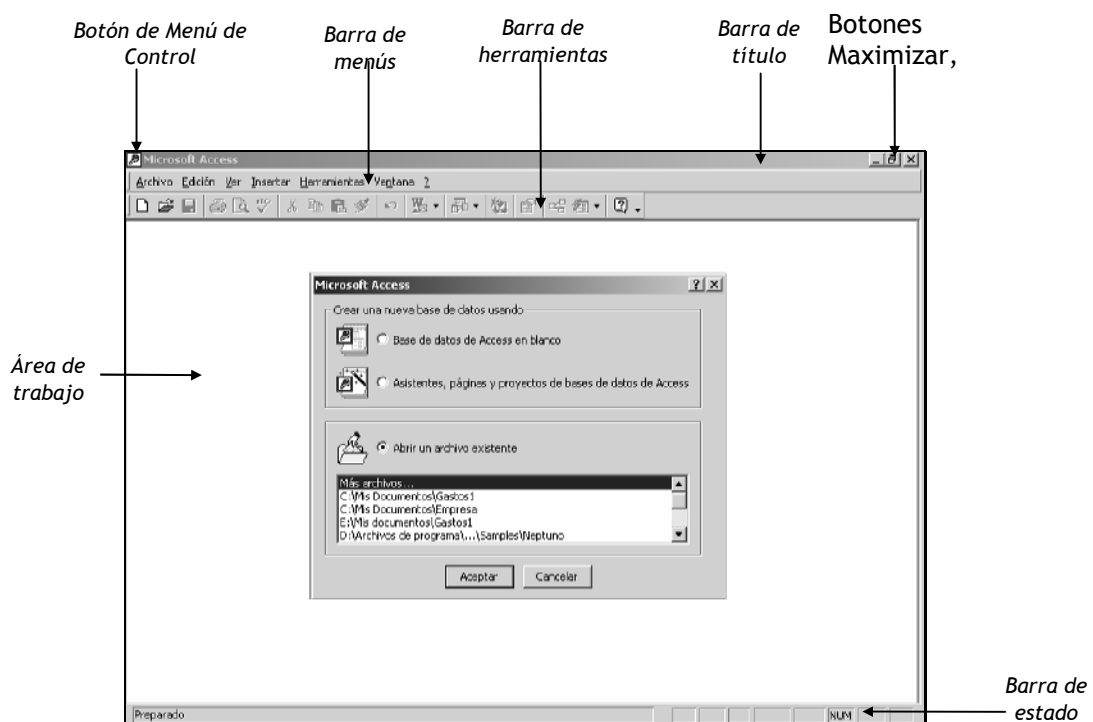 Botón de Menú de
Control
Barra de
menús
Barra de
herramientas
Barra de
título
Botones
Maximizar,
Microsoft Access
Archivo Edición Ver Insertar Herramientas Ventana ?
Microsoft Access
Crear una nueva base de datos usando
Base de datos de Access en blanco
Asistentes, páginas y proyectos de bases de datos de Access
Área de
trabajo
Abrir un archivo existente
Más archivos...
C:\Mis Documentos\Gastos1
C:\Mis Documentos\Empresa
E:\Mis documentos\Gastos1
D:\Archivos de programa\...\Samples\Neptuno
Aceptar Cancelar
Barra de
estado
Preparado NUM